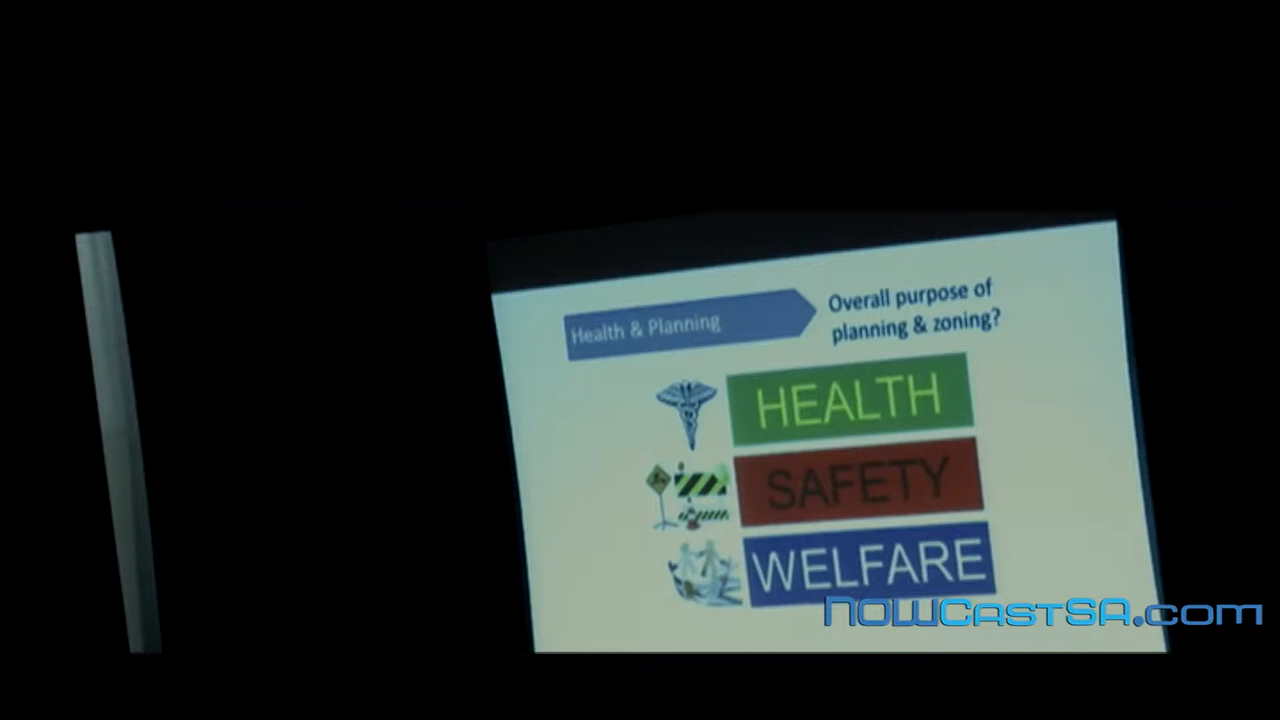 Health & Planning
Overall purpose of
planning & zoning?
HEALTH
SAFETY
WELFARE
NOWCastSA.com